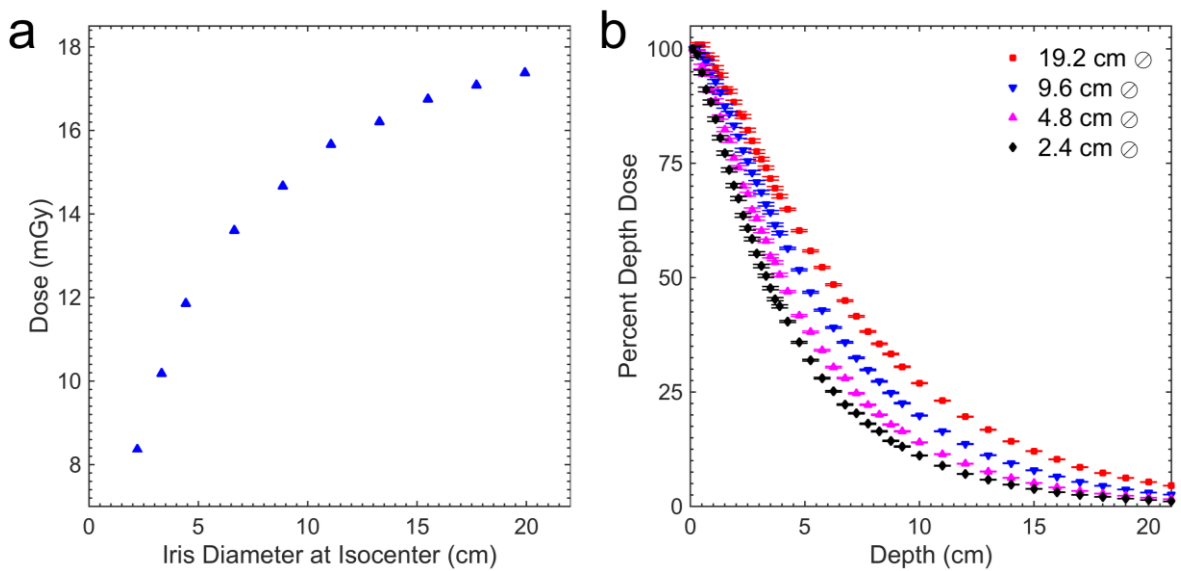 a
18
16
14
12
10
8
0
5
10
15
20
Dose (mGy)
Iris Diameter at Isocenter (cm)
b
100
75
50
25
0
0
5
10
15
20
Percent Depth Dose
Depth (cm)
19.2 cm ∅
9.6 cm ∅
4.8 cm ∅
2.4 cm ∅